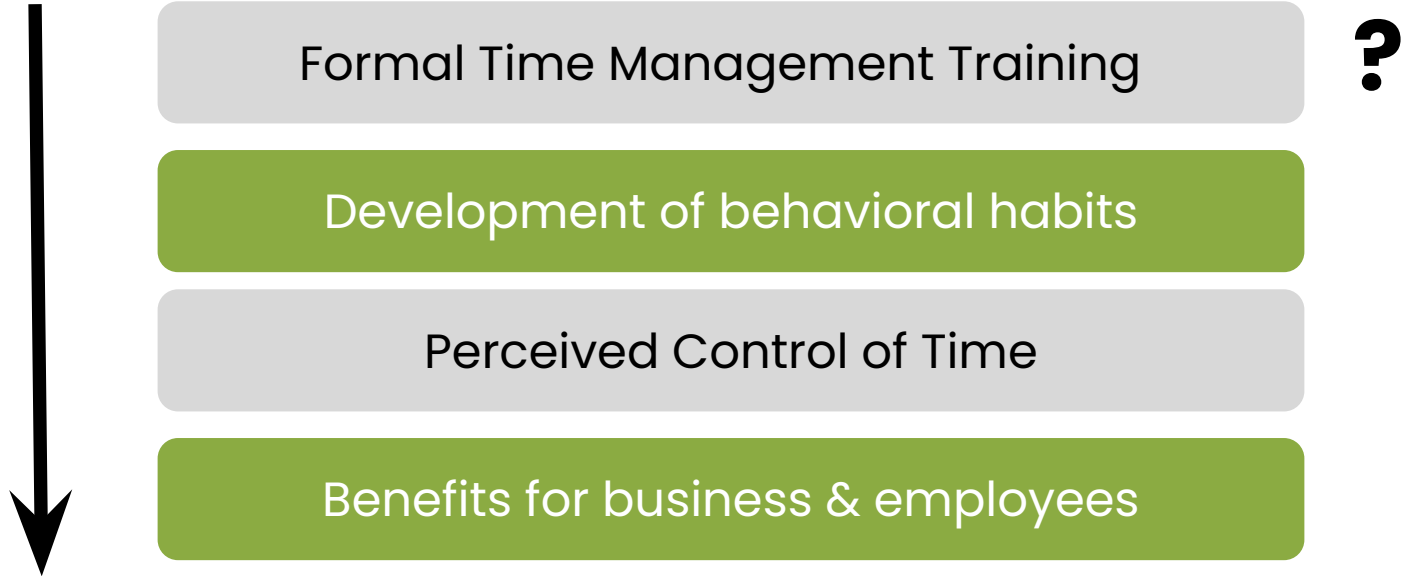 Formal Time Management Training
?
Development of behavioral habits
Perceived Control of Time
Benefits for business & employees